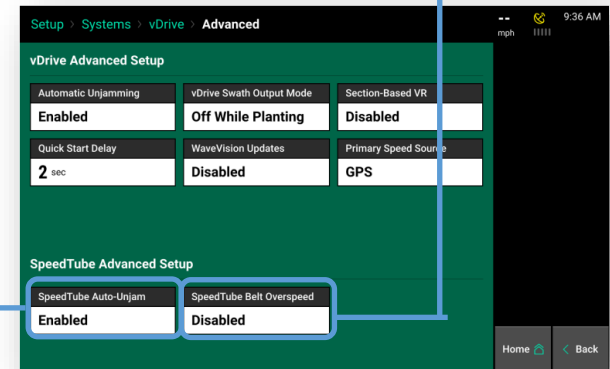 Setup > Systems > vDrive > Advanced
-- mph
9:36 AM
vDrive Advanced Setup
Automatic Unjamming
Enabled
vDrive Swath Output Mode
Off While Planting
Section-Based VR
Disabled
Quick Start Delay
2 sec
WaveVision Updates
Disabled
Primary Speed Source
GPS
SpeedTube Advanced Setup
SpeedTube Auto-Unjam
Enabled
SpeedTube Belt Overspeed
Disabled
Home
< Back